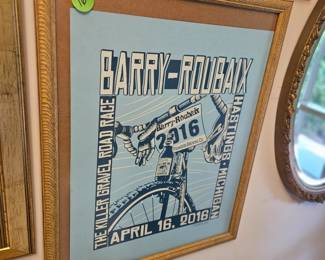 BARRY-ROUBAIX
THE KILLER GRAVEL ROAD RACE
HASTINGS • MICHIGAN
Barry-Roubaix
2016
APRIL 16, 2016